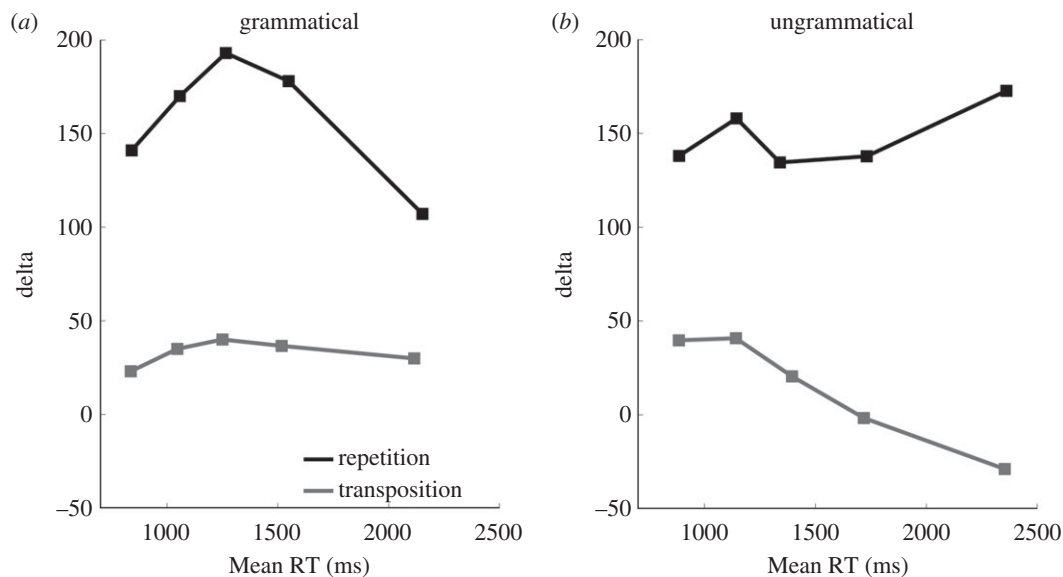 (a) grammatical
200
150
100
50
0
–50
delta
repetition
transposition
1000 1500 2000 2500
Mean RT (ms)
(b) ungrammatical
200
150
100
50
0
–50
delta
1000 1500 2000 2500
Mean RT (ms)